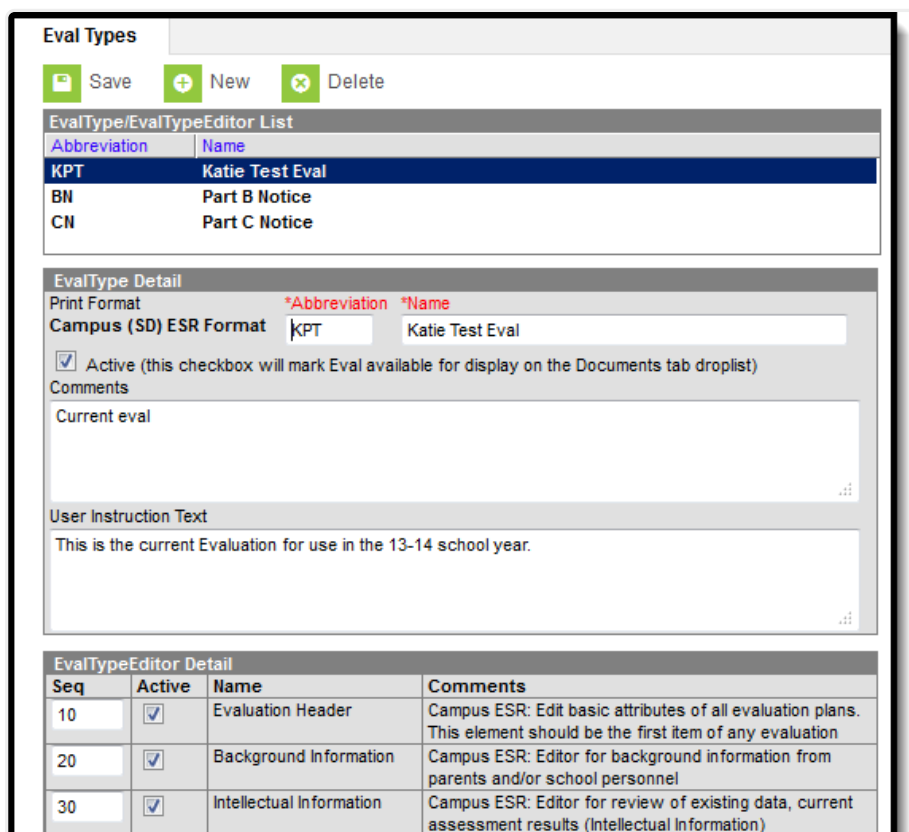 Eval Types
Save New Delete
EvalType/EvalTypeEditor List
Abbreviation Name
KPT Katie Test Eval
BN Part B Notice
CN Part C Notice
EvalType Detail
Print Format *Abbreviation *Name
Campus (SD) ESR Format KPT Katie Test Eval
Active (this checkbox will mark Eval available for display on the Documents tab droplist)
Comments
Current eval
User Instruction Text
This is the current Evaluation for use in the 13-14 school year.
EvalTypeEditor Detail
Seq Active Name Comments
10 Evaluation Header Campus ESR: Edit basic attributes of all evaluation plans.
This element should be the first item of any evaluation
20 Background Information Campus ESR: Editor for background information from
parents and/or school personnel
30 Intellectual Information Campus ESR: Editor for review of existing data, current
assessment results (Intellectual Information)